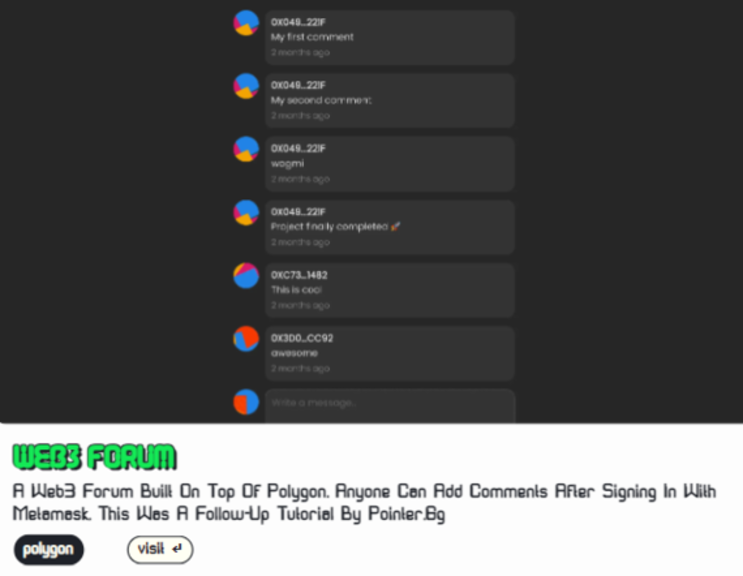 0X049...221F
My first comment
2 months ago
0X049...221F
My second comment
2 months ago
0X049...221F
wagmi
2 months ago
0X049...221F
Project finally completed 🚀
2 months ago
0XC73...1482
This is cool
2 months ago
0X3D0...CC92
awesome
2 months ago
Write a message...
WEB3 FORUM
A Web3 Forum Built On Top Of Polygon. Anyone Can Add Comments After Signing In With
Metamask. This Was A Follow-Up Tutorial By Pointer.Gg
polygon
visit ↵